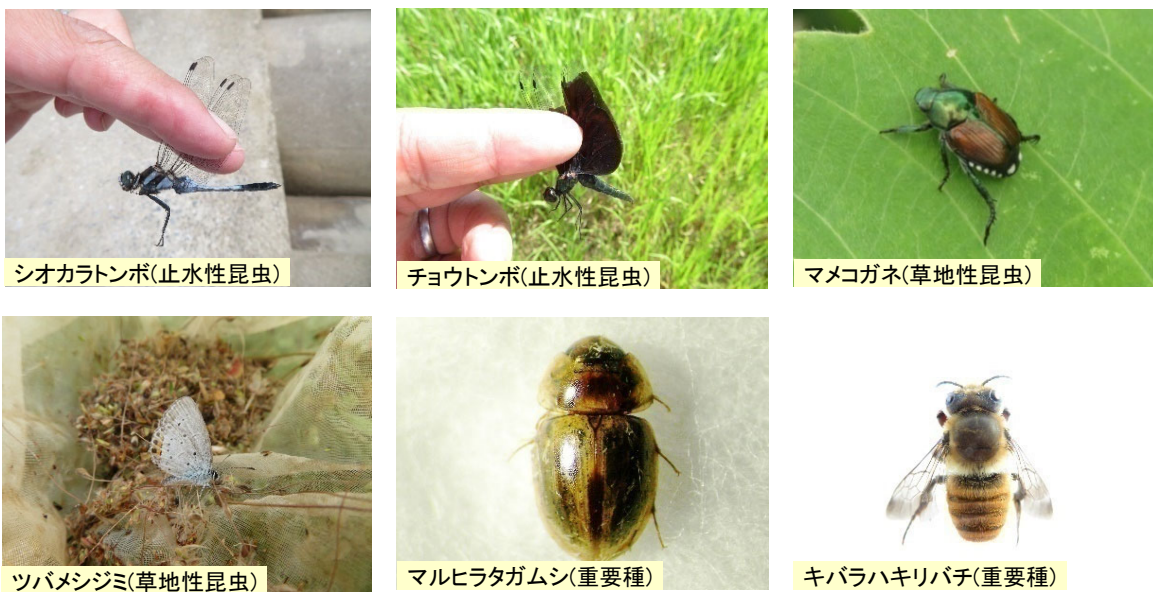 シオカラトンボ(止水性昆虫)
チョウトンボ(止水性昆虫)
マメコガネ(草地性昆虫)
ツバメシジミ(草地性昆虫)
マルヒラタガムシ(重要種)
キバラハキリバチ(重要種)